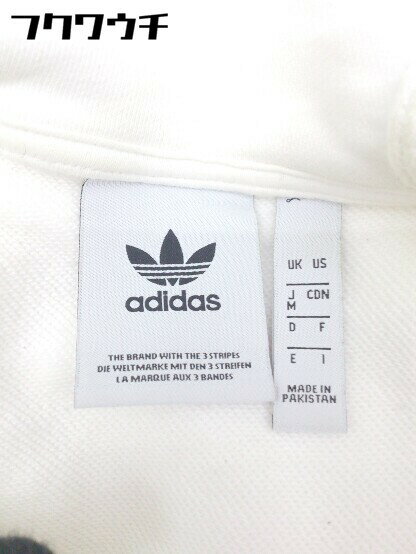 フクワウチ
adidas
THE BRAND WITH THE 3 STRIPES
DIE WELTMARKE MIT DEN 3 STREIFEN
LA MARQUE AUX 3 BANDES
UK US
J CDN
M
D F
E I
MADE IN
PAKISTAN